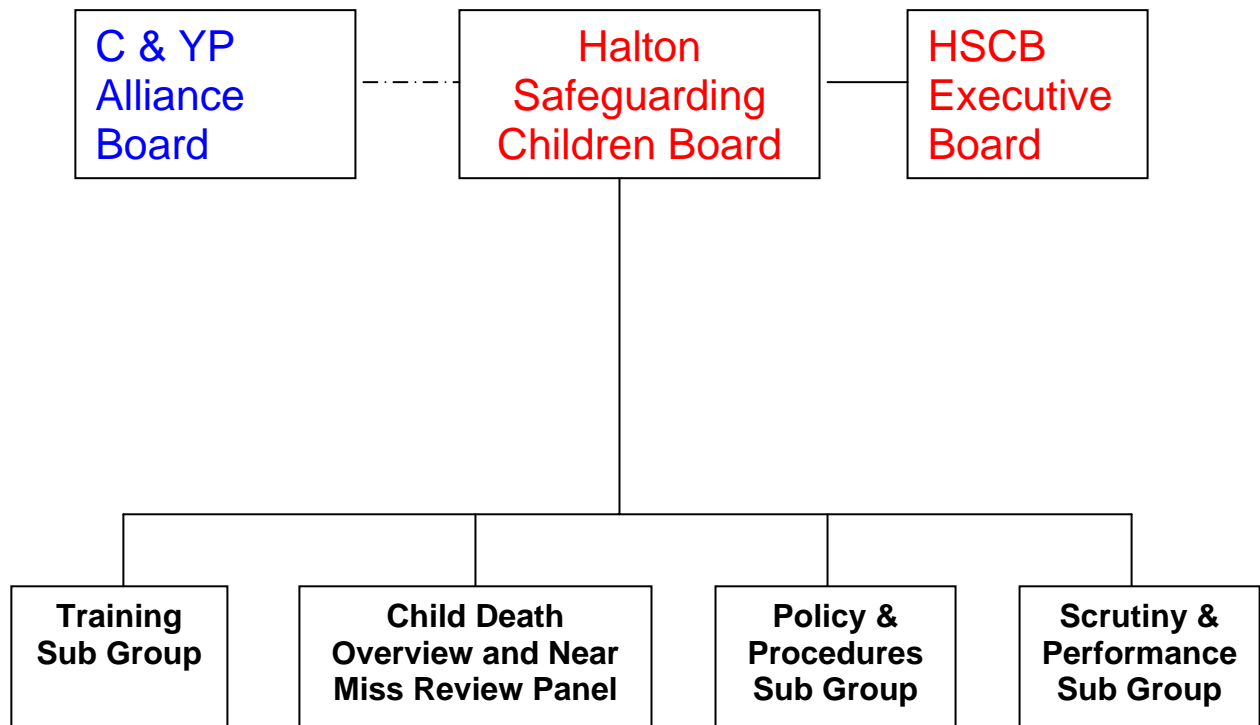 C & YP
Alliance
Board
Halton
Safeguarding
Children Board
HSCB
Executive
Board
Training
Sub Group
Child Death
Overview and Near
Miss Review Panel
Policy &
Procedures
Sub Group
Scrutiny &
Performance
Sub Group